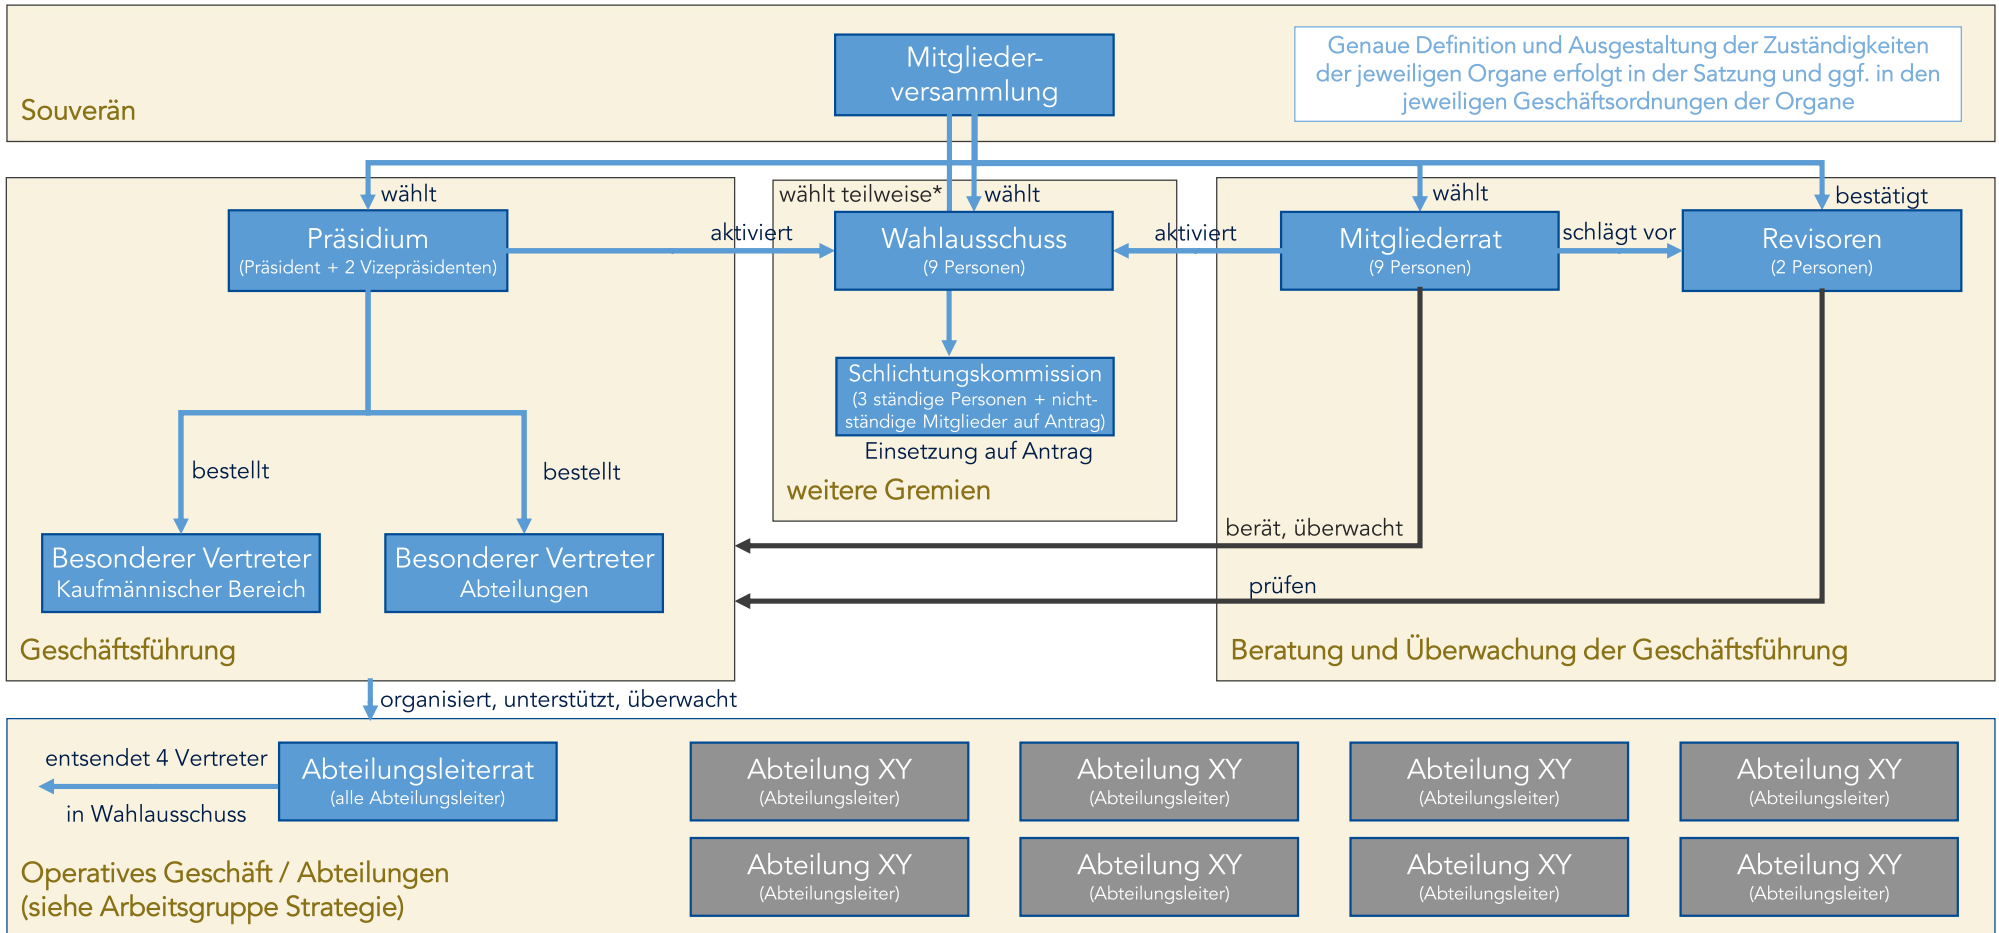 Mitglieder-
versammlung
Genaue Definition und Ausgestaltung der Zuständigkeiten
der jeweiligen Organe erfolgt in der Satzung und ggf. in den
jeweiligen Geschäftsordnungen der Organe
Souverän
wählt
wählt teilweise*
wählt
wählt
bestätigt
Präsidium
(Präsident + 2 Vizepräsidenten)
aktiviert
Wahlausschuss
(9 Personen)
aktiviert
Mitgliederrat
(9 Personen)
schlägt vor
Revisoren
(2 Personen)
Schlichtungskommission
(3 ständige Personen + nicht-
ständige Mitglieder auf Antrag)
Einsetzung auf Antrag
weitere Gremien
bestellt
bestellt
Besonderer Vertreter
Kaufmännischer Bereich
Besonderer Vertreter
Abteilungen
berät, überwacht
prüfen
Geschäftsführung
Beratung und Überwachung der Geschäftsführung
organisiert, unterstützt, überwacht
entsendet 4 Vertreter
in Wahlausschuss
Abteilungsleiterrat
(alle Abteilungsleiter)
Abteilung XY
(Abteilungsleiter)
Abteilung XY
(Abteilungsleiter)
Abteilung XY
(Abteilungsleiter)
Abteilung XY
(Abteilungsleiter)
Abteilung XY
(Abteilungsleiter)
Abteilung XY
(Abteilungsleiter)
Abteilung XY
(Abteilungsleiter)
Abteilung XY
(Abteilungsleiter)
Operatives Geschäft / Abteilungen
(siehe Arbeitsgruppe Strategie)